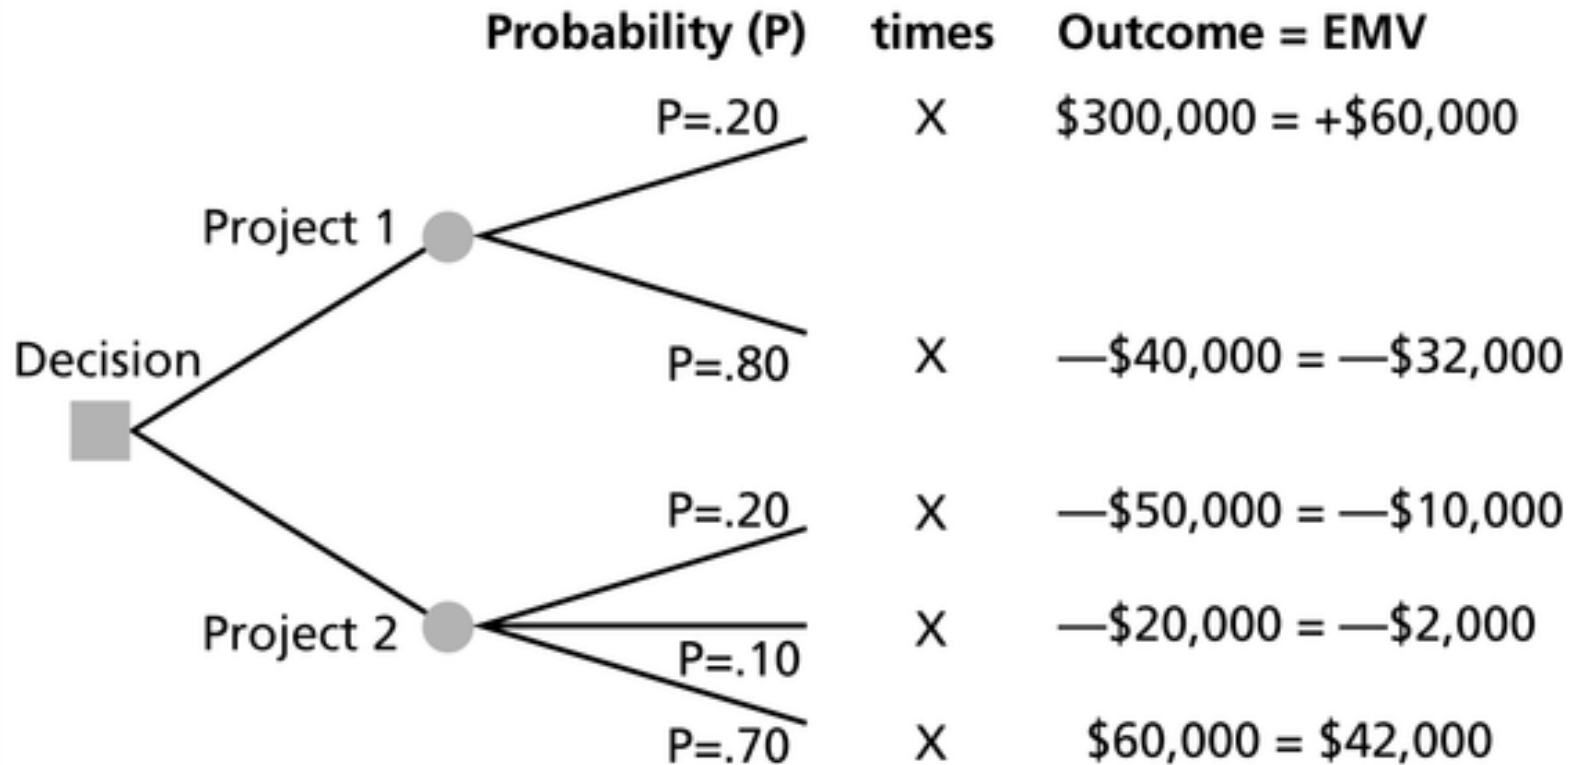 Probability (P) times Outcome = EMV
P=.20 X $300,000 = +$60,000
Project 1
P=.80 X —$40,000 = —$32,000
Decision
P=.20 X —$50,000 = —$10,000
Project 2 X —$20,000 = —$2,000
P=.10
P=.70 X $60,000 = $42,000